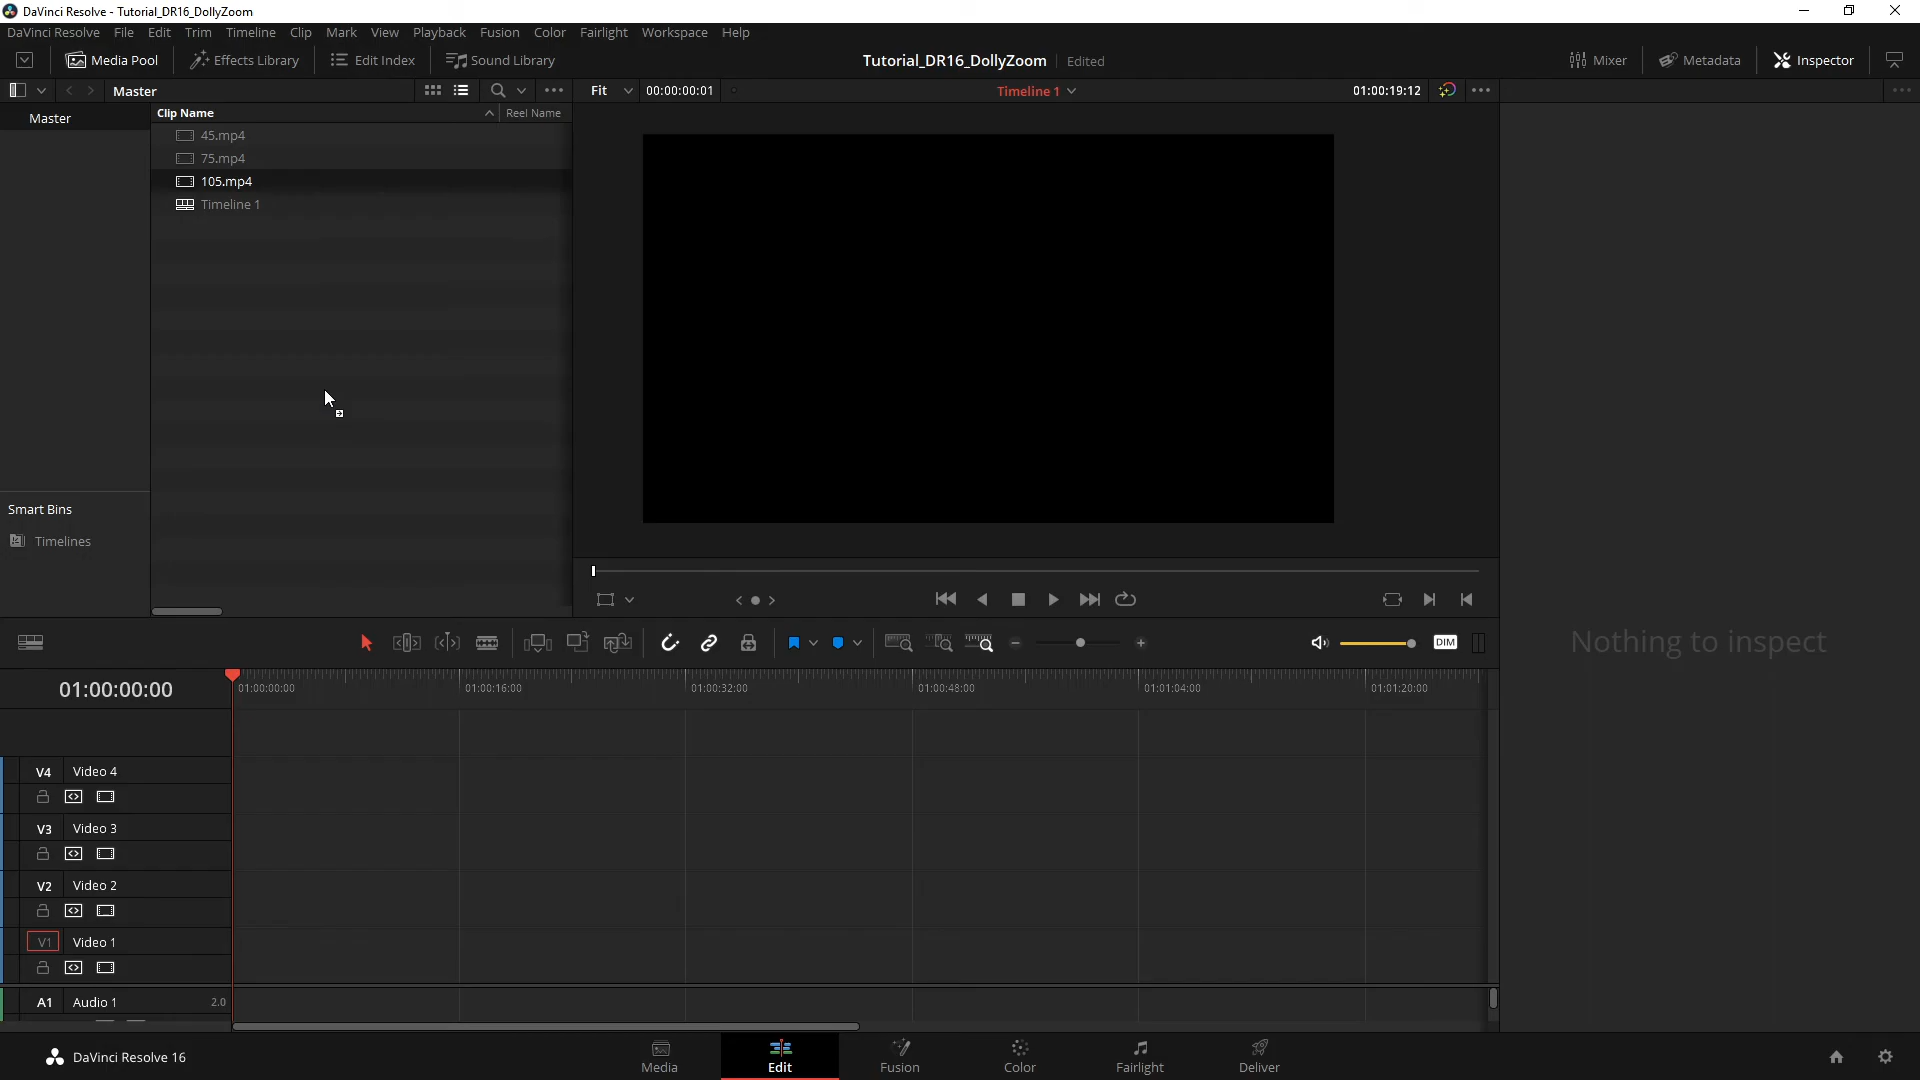 DaVinci Resolve - Tutorial_DR16_DollyZoom
DaVinci Resolve File Edit Trim Timeline Clip Mark View Playback Fusion Color Fairlight Workspace Help
Media Pool Effects Library Edit Index Sound Library Tutorial_DR16_DollyZoom Edited Mixer Metadata Inspector
Master Fit 00:00:00:01 Timeline 1 01:00:19:12
Master
Clip Name Reel Name
45.mp4
75.mp4
105.mp4
Timeline 1
Smart Bins
Timelines
Nothing to inspect
DIM
01:00:00:00
01:00:00:00 01:00:16:00 01:00:32:00 01:00:48:00 01:01:04:00 01:01:20:00
V4 Video 4
V3 Video 3
V2 Video 2
V1 Video 1
A1 Audio 1 2.0
DaVinci Resolve 16
Media Edit Fusion Color Fairlight Deliver